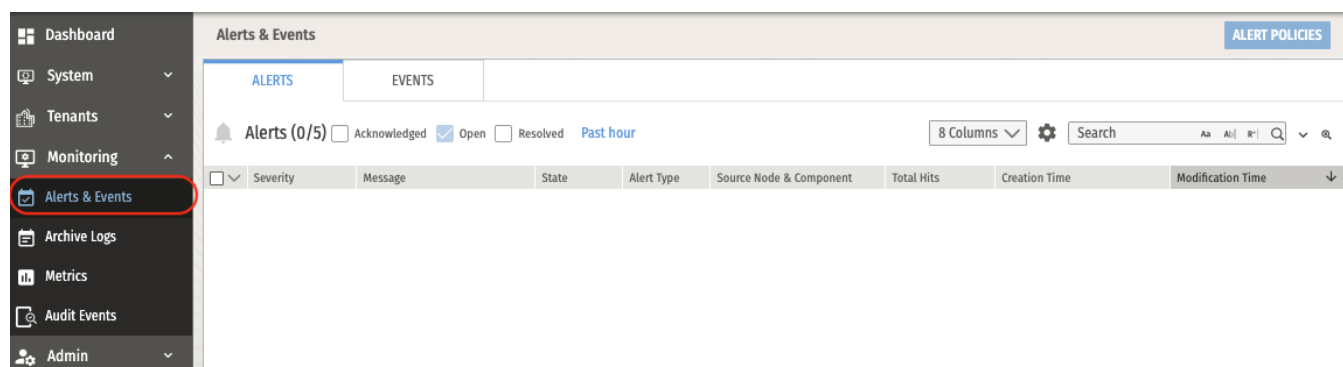 Dashboard
System
Tenants
Monitoring
Alerts & Events
Archive Logs
Metrics
Audit Events
Admin
Alerts & Events
ALERT POLICIES
ALERTS EVENTS
Alerts (0/5) Acknowledged Open Resolved Past hour 8 Columns Search Aa Ab| R*|
Severity Message State Alert Type Source Node & Component Total Hits Creation Time Modification Time